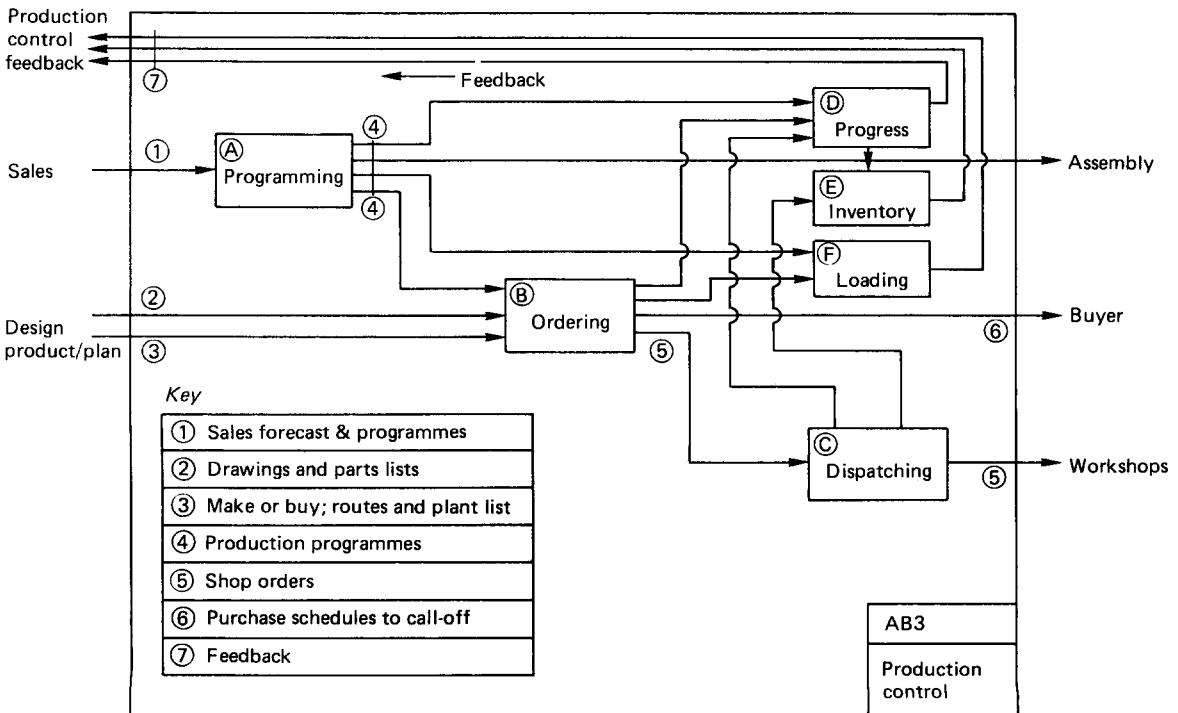 Production
control
feedback
⑦
Feedback
Sales
①
Ⓐ
Programming
④
④
Ⓓ
Progress
Assembly
Ⓔ
Inventory
Ⓕ
Loading
Design
product/plan
②
③
Ⓑ
Ordering
⑤
⑥
Buyer
Ⓒ
Dispatching
⑤
Workshops
Key
① Sales forecast & programmes
② Drawings and parts lists
③ Make or buy; routes and plant list
④ Production programmes
⑤ Shop orders
⑥ Purchase schedules to call-off
⑦ Feedback
AB3
Production
control